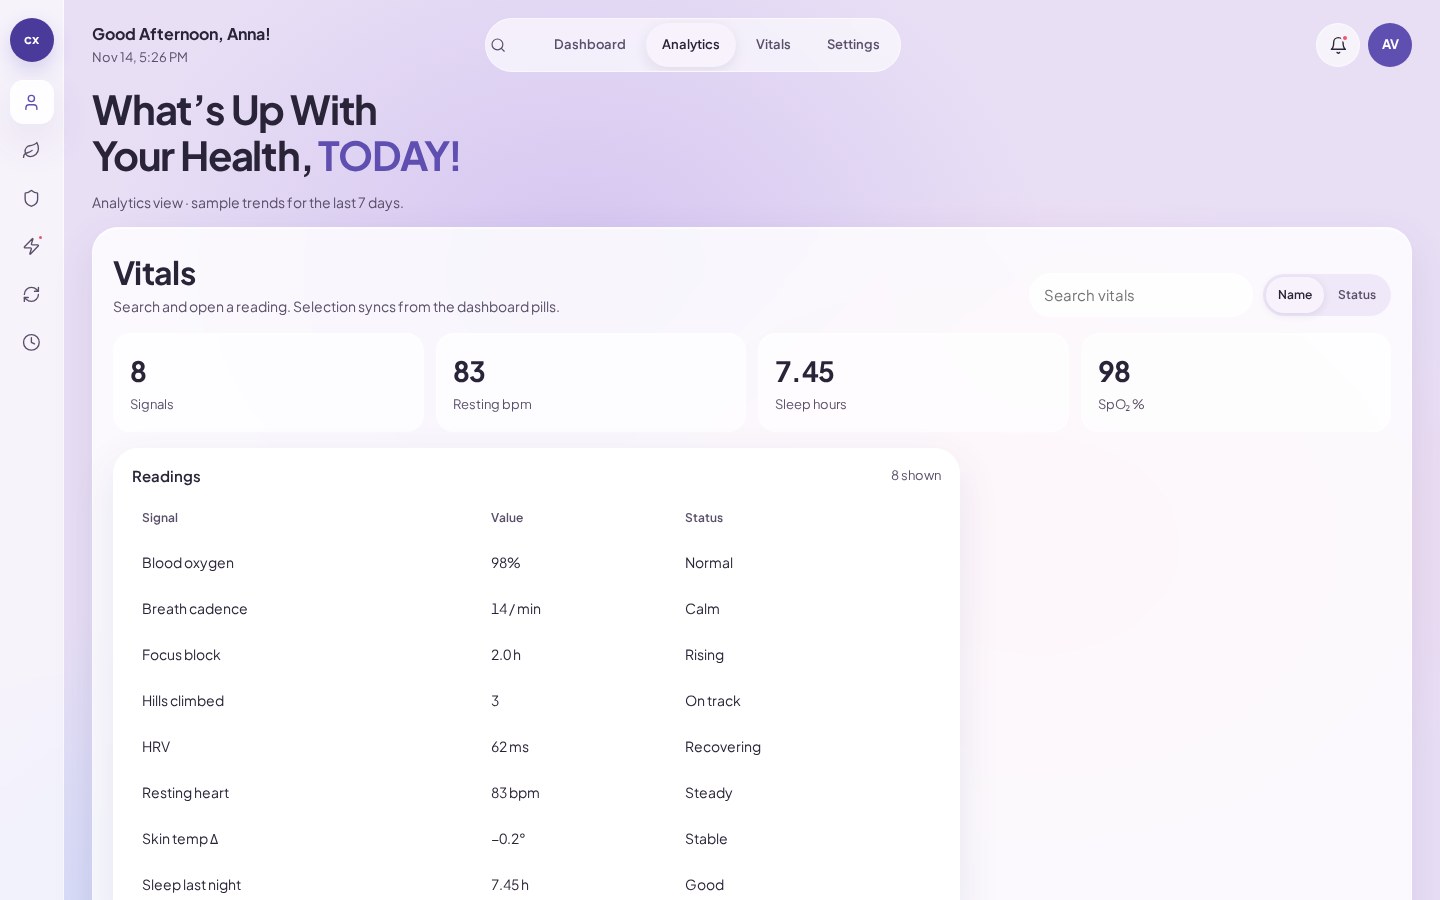 cx
Good Afternoon, Anna!
Nov 14, 5:26 PM
Dashboard
Analytics
Vitals
Settings
AV
What’s Up With
Your Health, TODAY!
Analytics view · sample trends for the last 7 days.
Vitals
Search and open a reading. Selection syncs from the dashboard pills.
Search vitals
Name
Status
8
Signals
83
Resting bpm
7.45
Sleep hours
98
SpO₂ %
Readings
8 shown
Signal Value Status
Blood oxygen 98% Normal
Breath cadence 14 / min Calm
Focus block 2.0 h Rising
Hills climbed 3 On track
HRV 62 ms Recovering
Resting heart 83 bpm Steady
Skin temp Δ −0.2° Stable
Sleep last night 7.45 h Good